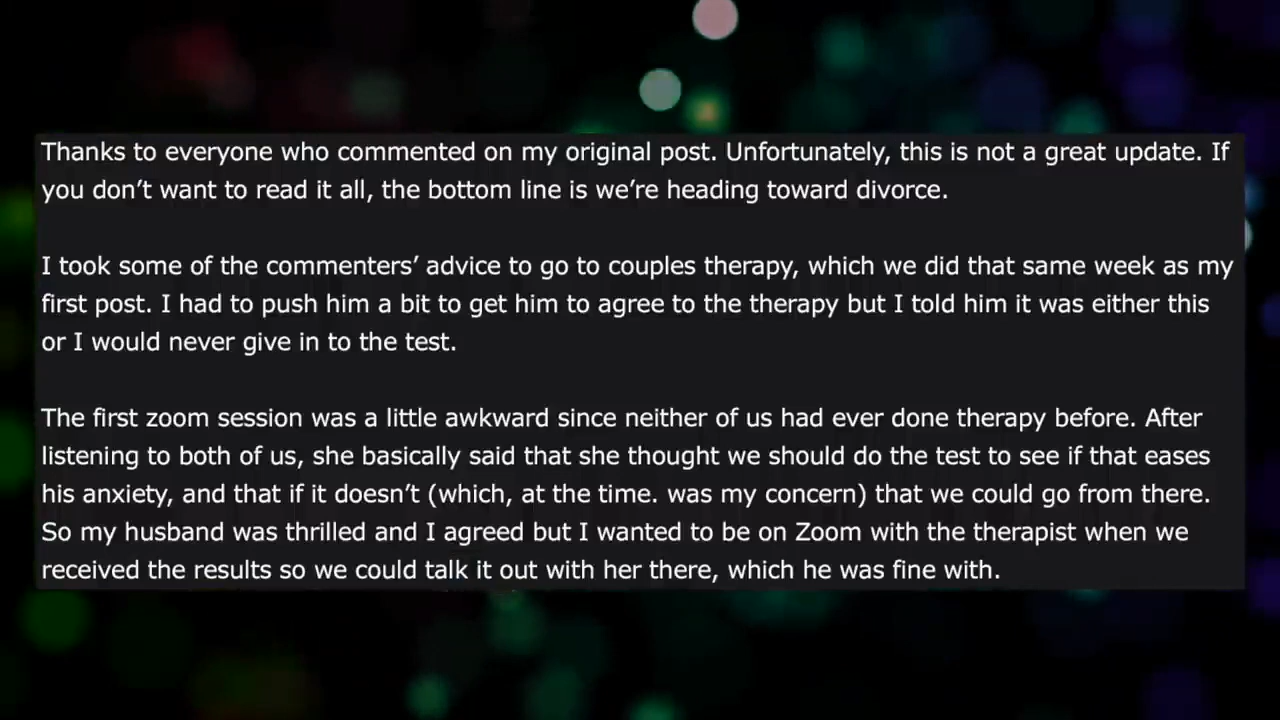 Thanks to everyone who commented on my original post. Unfortunately, this is not a great update. If
you don’t want to read it all, the bottom line is we’re heading toward divorce.
I took some of the commenters’ advice to go to couples therapy, which we did that same week as my
first post. I had to push him a bit to get him to agree to the therapy but I told him it was either this
or I would never give in to the test.
The first zoom session was a little awkward since neither of us had ever done therapy before. After
listening to both of us, she basically said that she thought we should do the test to see if that eases
his anxiety, and that if it doesn’t (which, at the time. was my concern) that we could go from there.
So my husband was thrilled and I agreed but I wanted to be on Zoom with the therapist when we
received the results so we could talk it out with her there, which he was fine with.